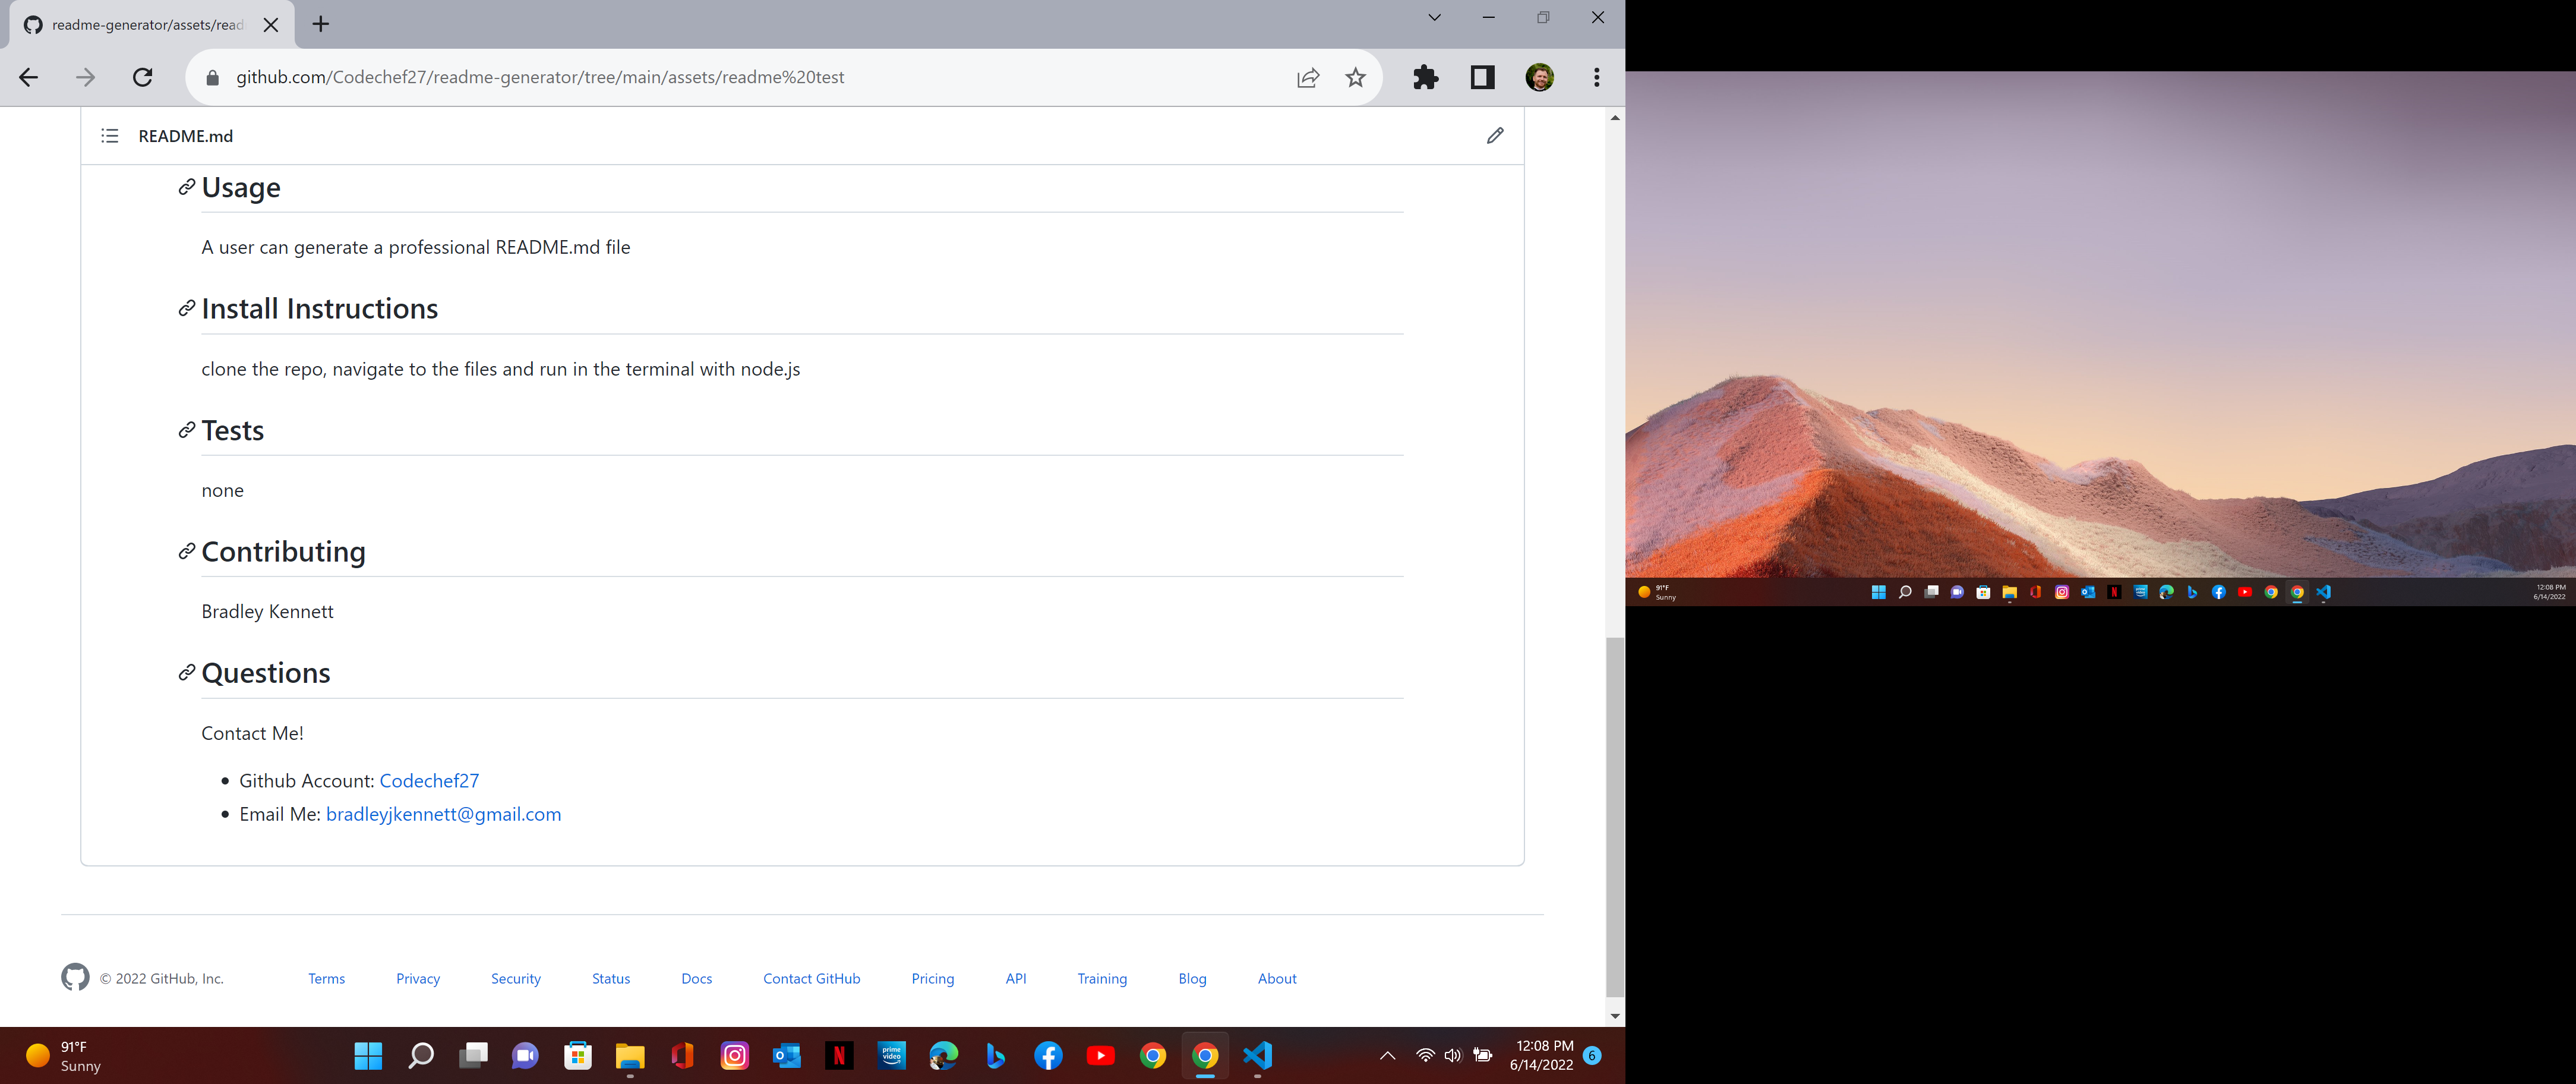 readme-generator/assets/read
github.com/Codechef27/readme-generator/tree/main/assets/readme%20test
README.md
Usage
A user can generate a professional README.md file
Install Instructions
clone the repo, navigate to the files and run in the terminal with node.js
Tests
none
Contributing
Bradley Kennett
Questions
Contact Me!
Github Account: Codechef27
Email Me: bradleyjkennett@gmail.com
© 2022 GitHub, Inc. Terms Privacy Security Status Docs Contact GitHub Pricing API Training Blog About
91°F
Sunny
prime
video
12:08 PM
6/14/2022
6
91°F
Sunny
12:08 PM
6/14/2022